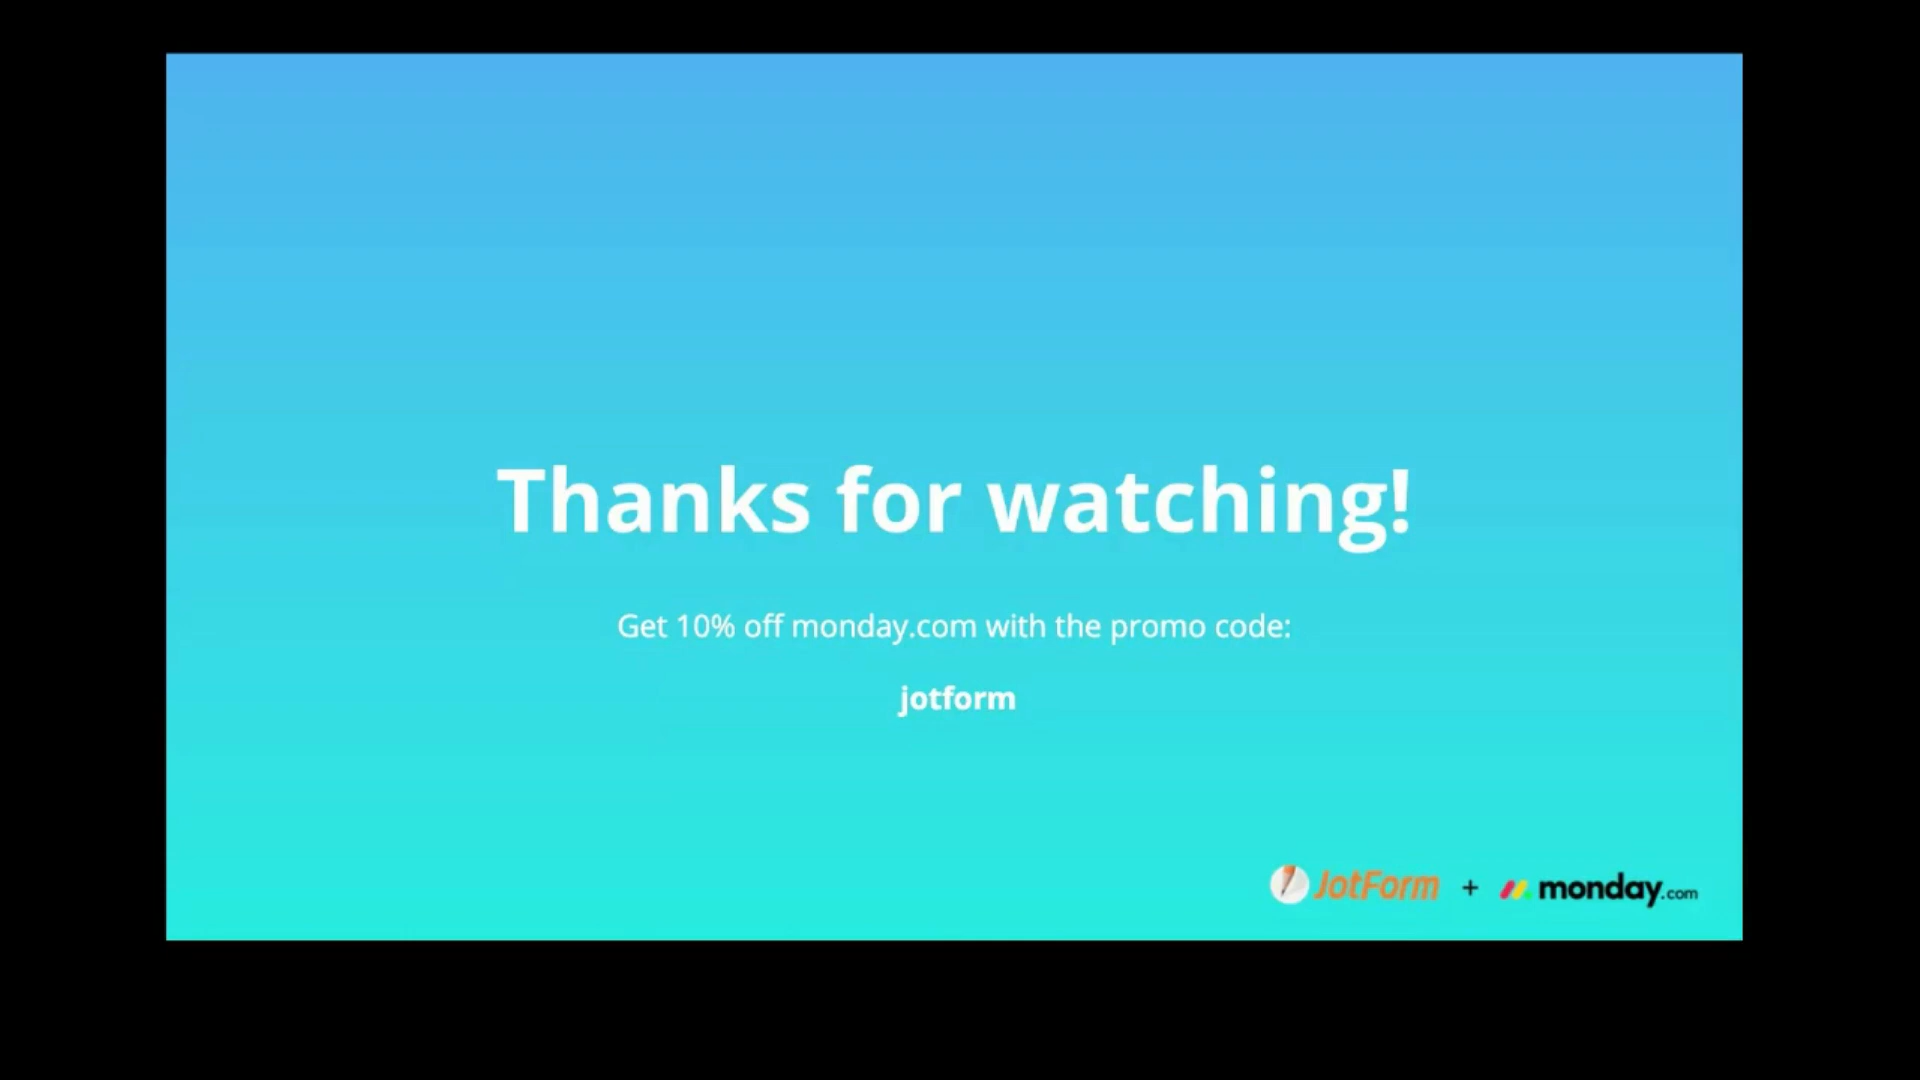 Thanks for watching!
Get 10% off monday.com with the promo code:
jotform
JotForm + monday.com